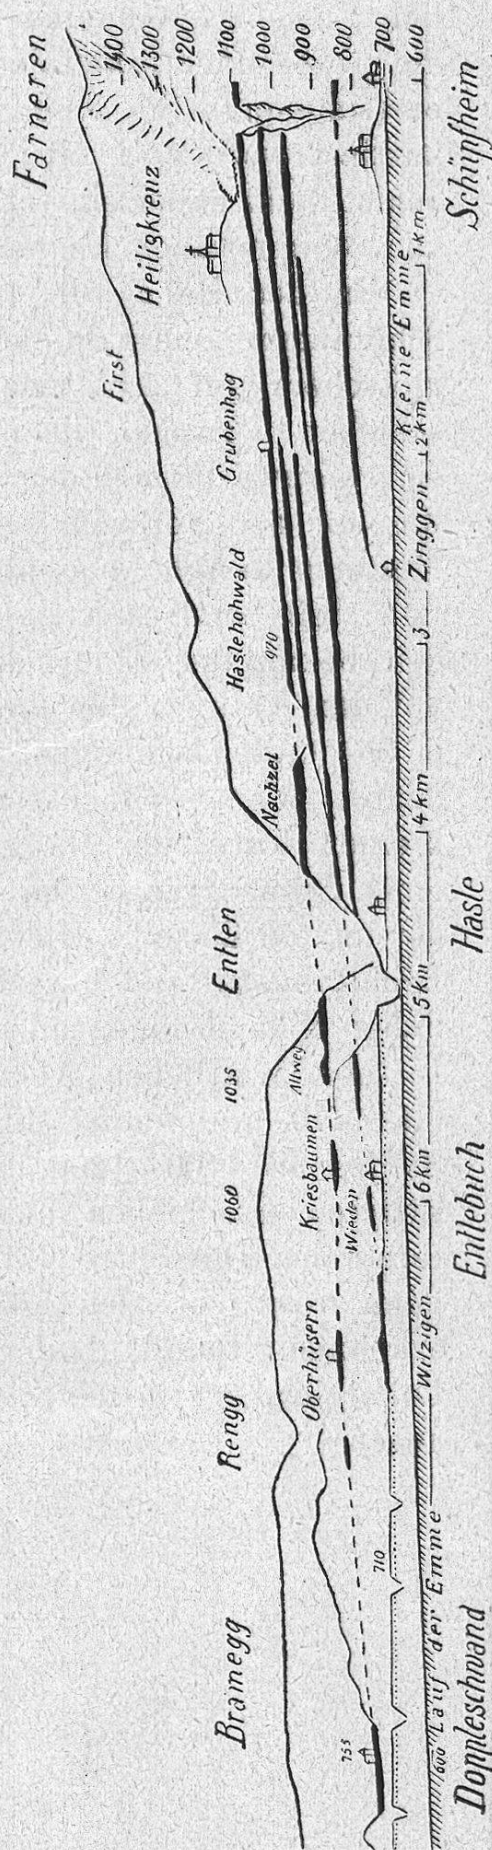 Farneren
1400
1300
1200
1100
1000
900
800
700
600
Schüpfheim
Heiligkreuz
First
1 km
Kleine Emme
Grubenhag
2 km
Zinggen
Haslehohwald
970
3
Nachzel
4 km
Hasle
Entlen
5 km
1035
Allweg
1060
Kriesbaumen
Wieden
6 km
Entlebuch
Oberhüsern
Wilzigen
Rengg
710
Bramegg
755
600 Lauf der Emme
Doppleschwand